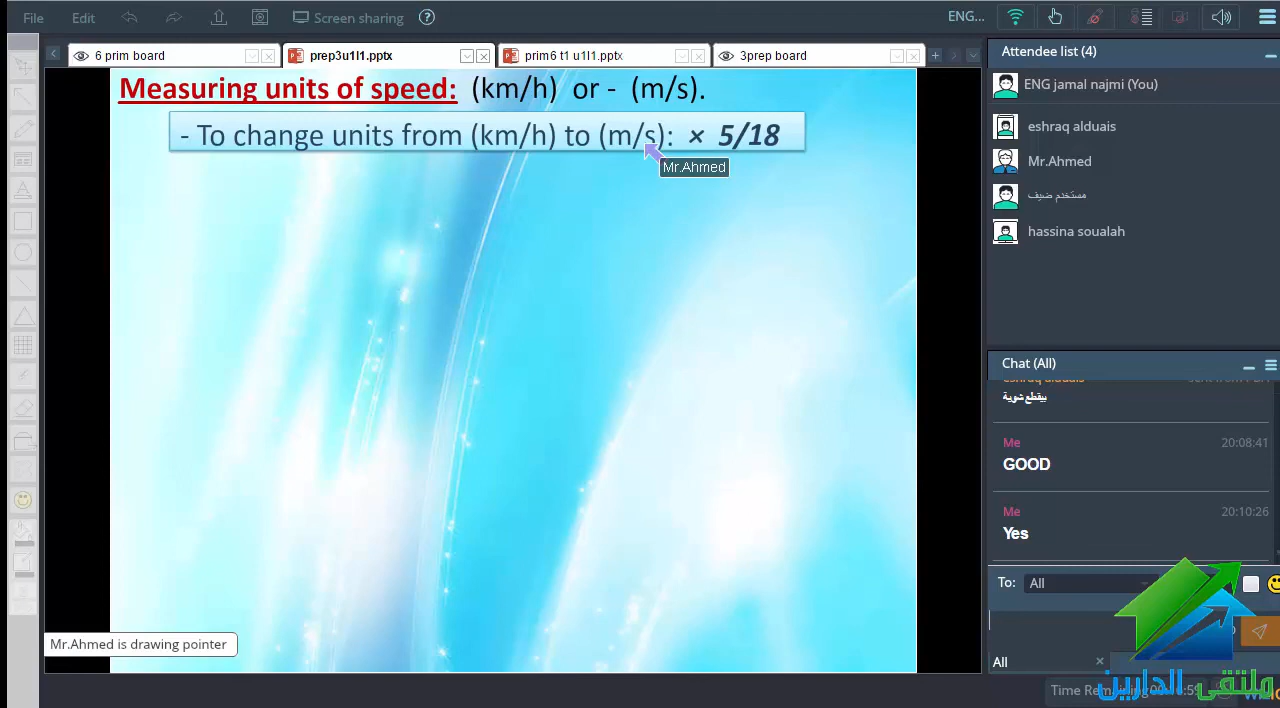 File Edit Screen sharing ? ENG...
6 prim board prep3u1l1.pptx prim6 t1 u1l1.pptx 3prep board
Measuring units of speed: (km/h) or - (m/s).
- To change units from (km/h) to (m/s): × 5/18
Mr.Ahmed
Mr.Ahmed is drawing pointer
Attendee list (4)
ENG jamal najmi (You)
eshraq alduais
Mr.Ahmed
مستخدم ضيف
hassina soualah
Chat (All)
eshraq alduais
بيقطع شوية
Me 20:08:41
GOOD
Me 20:10:26
Yes
To: All
All
ملتقى الدارين